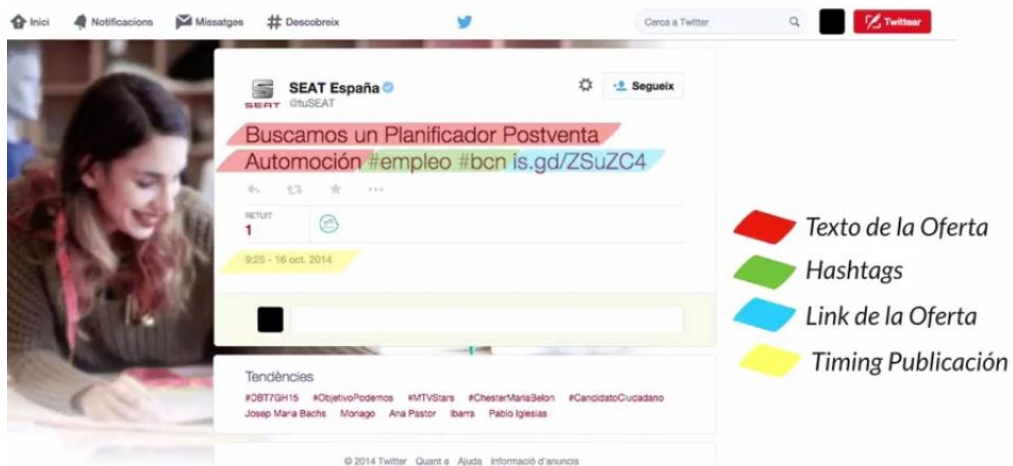 Inici Notificacions Missatges Descobreix Cerca a Twitter Twittear
SEAT España
SEAT @tuSEAT
Segueix
Buscamos un Planificador Postventa
Automoción #empleo #bcn is.gd/ZSuZC4
RETUIT
1
9:25 - 16 oct. 2014
Texto de la Oferta
Hashtags
Link de la Oferta
Timing Publicación
Tendències
#DBT7GH15 #ObjetivoPodemos #MTVStars #ChesterMariaBelon #CandidatoCiudadano
Josep Maria Bachs Monago Ana Pastor Ibarra Pablo Iglesias
© 2014 Twitter Quant a Ajuda Informació d'anuncis